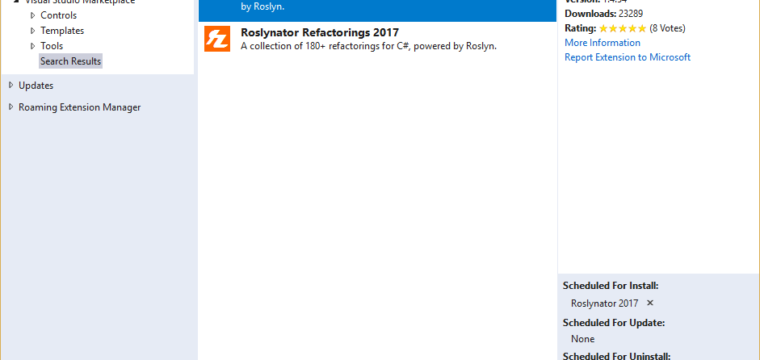 Visual Studio Marketplace
Controls
Templates
Tools
Search Results
Updates
Roaming Extension Manager
by Roslyn.
Roslynator Refactorings 2017
A collection of 180+ refactorings for C#, powered by Roslyn.
Downloads: 23289
Rating: (8 Votes)
More Information
Report Extension to Microsoft
Scheduled For Install:
Roslynator 2017 ✕
Scheduled For Update:
None
Scheduled For Uninstall: